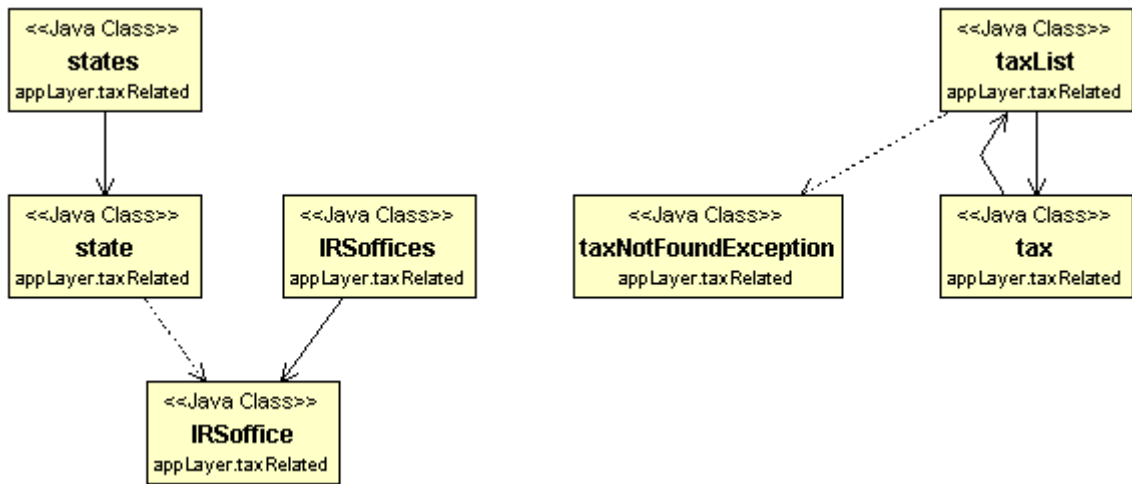 <<Java Class>>
states
appLayer.taxRelated
<<Java Class>>
taxList
appLayer.taxRelated
<<Java Class>>
state
appLayer.taxRelated
<<Java Class>>
IRSoffices
appLayer.taxRelated
<<Java Class>>
taxNotFoundException
appLayer.taxRelated
<<Java Class>>
tax
appLayer.taxRelated
<<Java Class>>
IRSoffice
appLayer.taxRelated